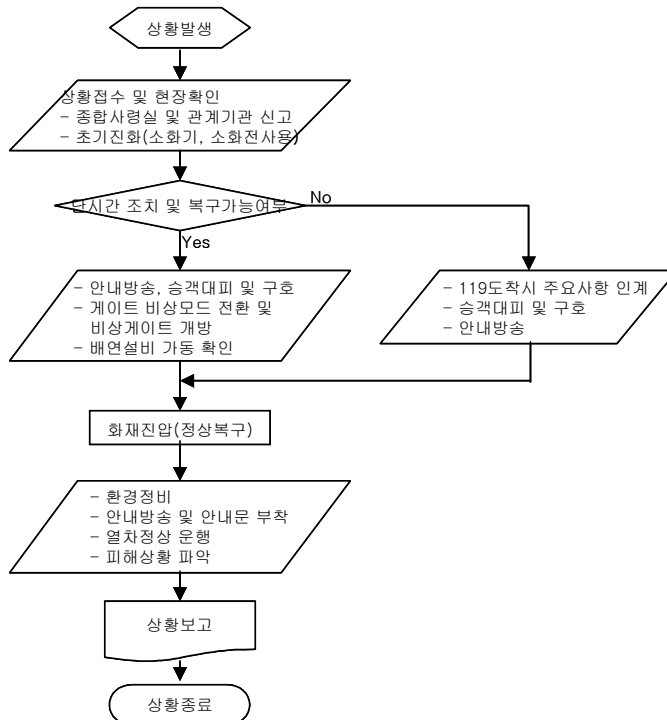 상황발생
상황접수 및 현장확인
- 종합사령실 및 관계기관 신고
- 초기진화(소화기, 소화전사용)
단시간 조치 및 복구가능여부
No
Yes
- 안내방송, 승객대피 및 구호
- 게이트 비상모드 전환 및
비상게이트 개방
- 배연설비 가동 확인
- 119도착시 주요사항 인계
- 승객대피 및 구호
- 안내방송
화재진압(정상복구)
- 환경정비
- 안내방송 및 안내문 부착
- 열차정상 운행
- 피해상황 파악
상황보고
상황종료